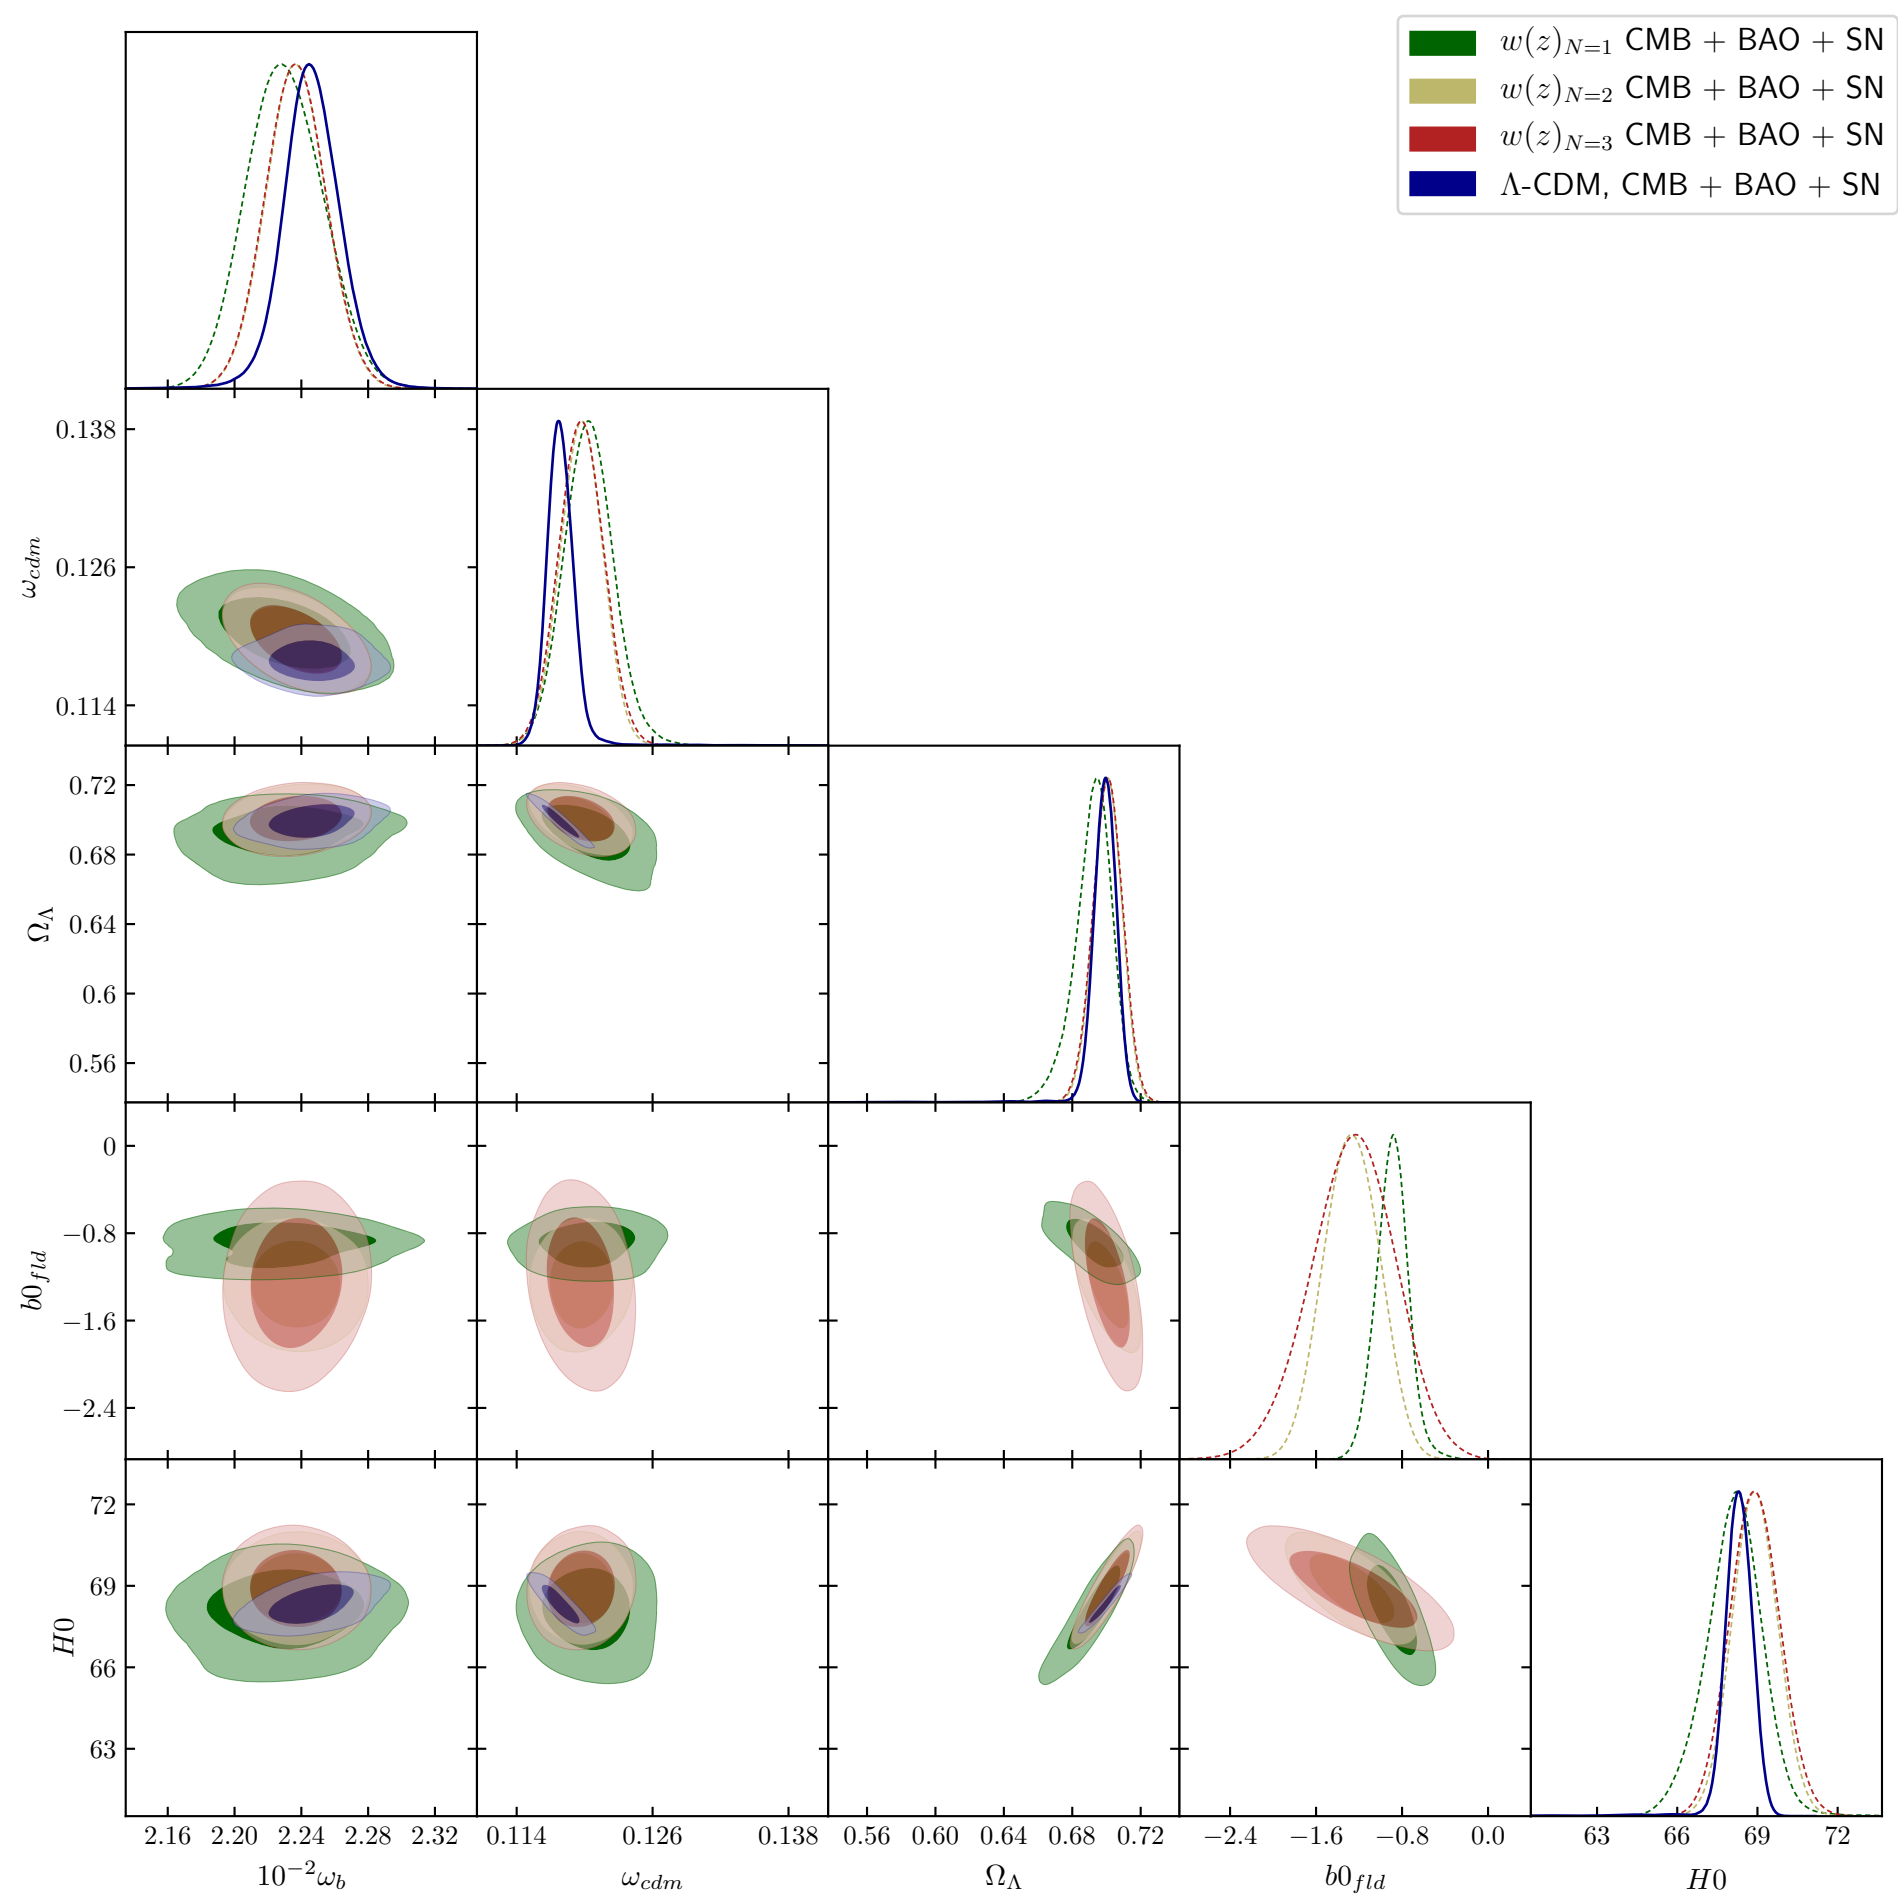 w(z)_{N=1} CMB + BAO + SN
w(z)_{N=2} CMB + BAO + SN
w(z)_{N=3} CMB + BAO + SN
Λ-CDM, CMB + BAO + SN
0.138
0.126
0.114
ω_{cdm}
0.72
0.68
0.64
0.6
0.56
Ω_Λ
0
−0.8
−1.6
−2.4
b0_{fld}
72
69
66
63
H0
2.16 2.20 2.24 2.28 2.32 0.114 0.126 0.138 0.56 0.60 0.64 0.68 0.72 −2.4 −1.6 −0.8 0.0 63 66 69 72
10^{−2}ω_b ω_{cdm} Ω_Λ b0_{fld} H0